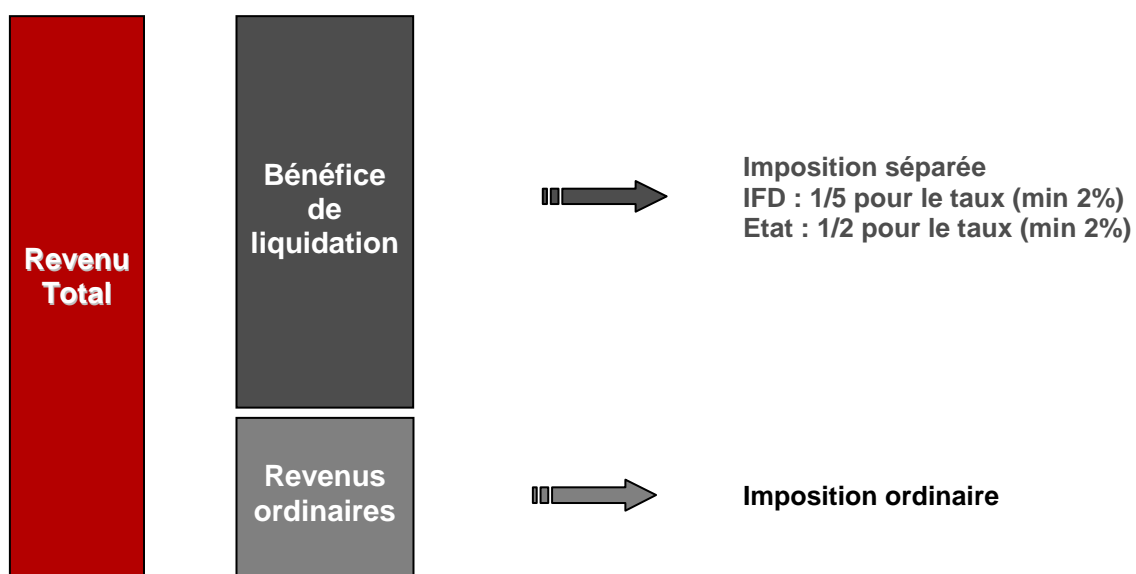 Revenu
Total
Bénéfice
de
liquidation
Imposition séparée
IFD : 1/5 pour le taux (min 2%)
Etat : 1/2 pour le taux (min 2%)
Revenus
ordinaires
Imposition ordinaire